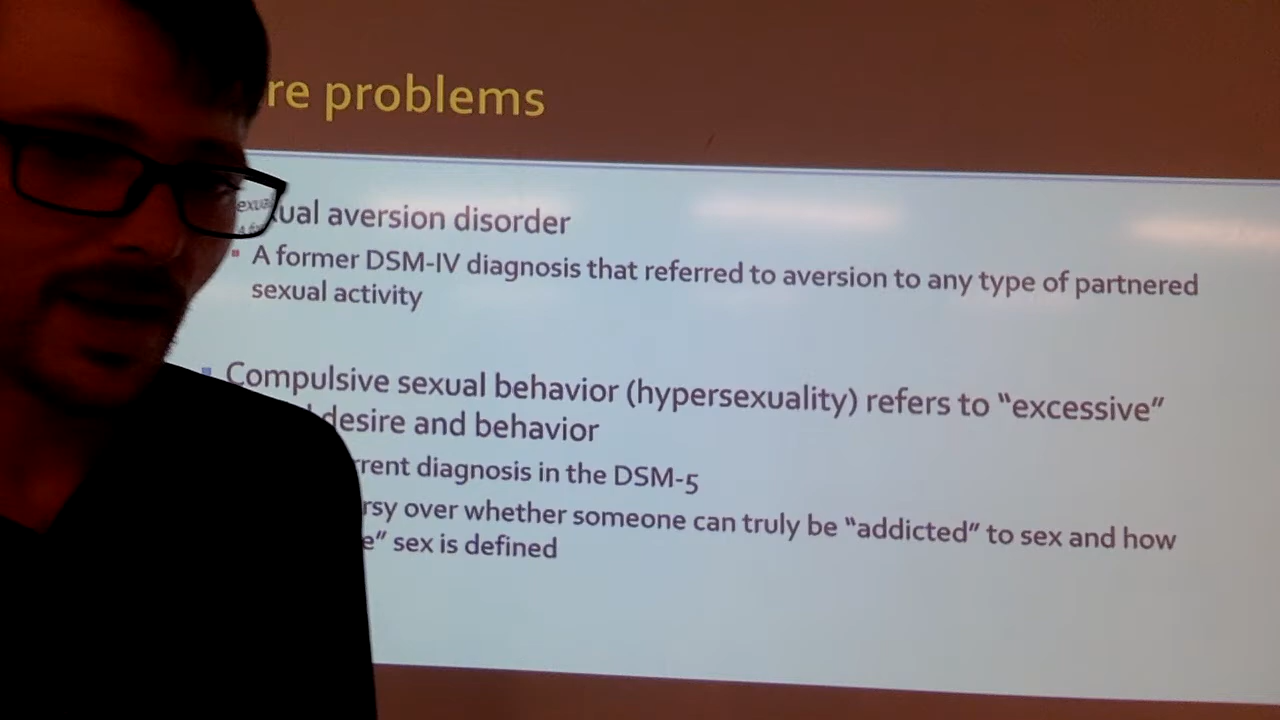 re problems
ual aversion disorder
A former DSM-IV diagnosis that referred to aversion to any type of partnered
sexual activity
Compulsive sexual behavior (hypersexuality) refers to “excessive”
desire and behavior
rrent diagnosis in the DSM-5
rsy over whether someone can truly be “addicted” to sex and how
e” sex is defined